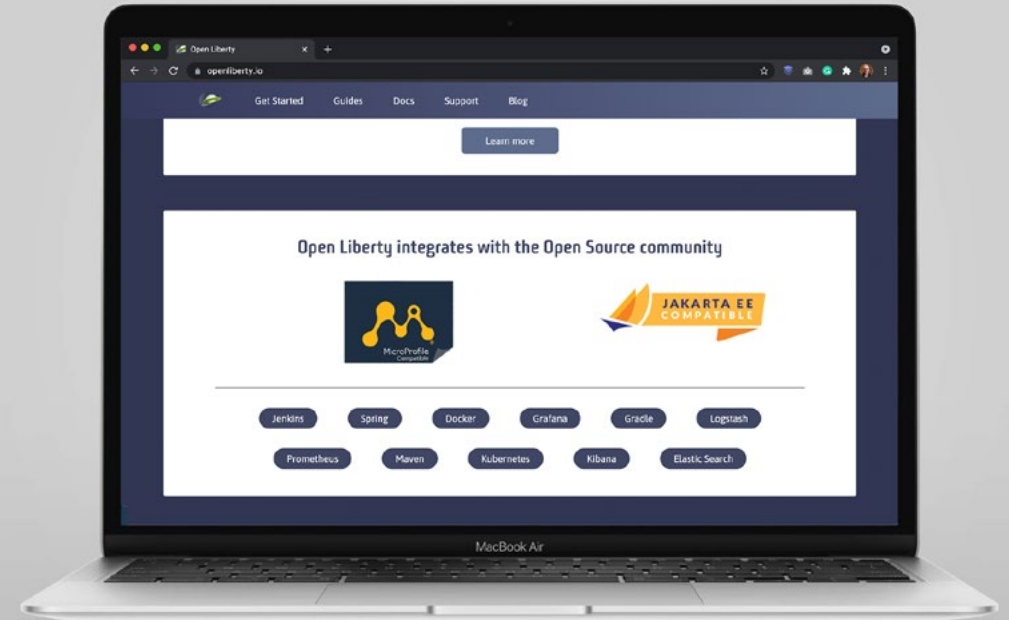 Open Liberty
openliberty.io
Get Started Guides Docs Support Blog
Learn more
Open Liberty integrates with the Open Source community
MicroProfile
Compatible
JAKARTA EE
COMPATIBLE
Jenkins Spring Docker Grafana Gradle Logstash
Prometheus Maven Kubernetes Kibana Elastic Search
MacBook Air